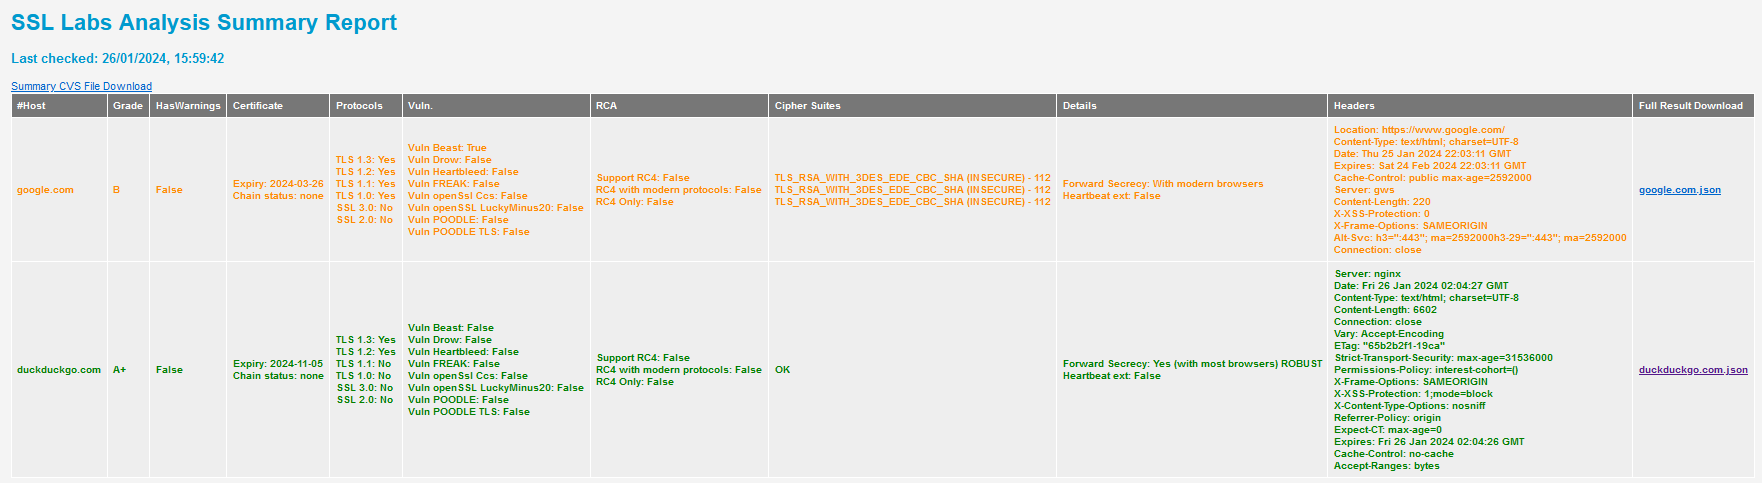 SSL Labs Analysis Summary Report
Last checked: 26/01/2024, 15:59:42
Summary CVS File Download
#Host Grade HasWarnings Certificate Protocols Vuln. RCA Cipher Suites Details Headers Full Result Download
google.com
B
False
Expiry: 2024-03-26
Chain status: none
TLS 1.3: Yes
TLS 1.2: Yes
TLS 1.1: Yes
TLS 1.0: Yes
SSL 3.0: No
SSL 2.0: No
Vuln Beast: True
Vuln Drow: False
Vuln Heartbleed: False
Vuln FREAK: False
Vuln openSsl Ccs: False
Vuln openSSL LuckyMinus20: False
Vuln POODLE: False
Vuln POODLE TLS: False
Support RC4: False
RC4 with modern protocols: False
RC4 Only: False
TLS_RSA_WITH_3DES_EDE_CBC_SHA (INSECURE) - 112
TLS_RSA_WITH_3DES_EDE_CBC_SHA (INSECURE) - 112
TLS_RSA_WITH_3DES_EDE_CBC_SHA (INSECURE) - 112
Forward Secrecy: With modern browsers
Heartbeat ext: False
Location: https://www.google.com/
Content-Type: text/html; charset=UTF-8
Date: Thu 25 Jan 2024 22:03:11 GMT
Expires: Sat 24 Feb 2024 22:03:11 GMT
Cache-Control: public max-age=2592000
Server: gws
Content-Length: 220
X-XSS-Protection: 0
X-Frame-Options: SAMEORIGIN
Alt-Svc: h3=":443"; ma=2592000h3-29=":443"; ma=2592000
Connection: close
google.com.json
duckduckgo.com
A+
False
Expiry: 2024-11-05
Chain status: none
TLS 1.3: Yes
TLS 1.2: Yes
TLS 1.1: No
TLS 1.0: No
SSL 3.0: No
SSL 2.0: No
Vuln Beast: False
Vuln Drow: False
Vuln Heartbleed: False
Vuln FREAK: False
Vuln openSsl Ccs: False
Vuln openSSL LuckyMinus20: False
Vuln POODLE: False
Vuln POODLE TLS: False
Support RC4: False
RC4 with modern protocols: False
RC4 Only: False
OK
Forward Secrecy: Yes (with most browsers) ROBUST
Heartbeat ext: False
Server: nginx
Date: Fri 26 Jan 2024 02:04:27 GMT
Content-Type: text/html; charset=UTF-8
Content-Length: 6602
Connection: close
Vary: Accept-Encoding
ETag: "65b2b2f1-19ca"
Strict-Transport-Security: max-age=31536000
Permissions-Policy: interest-cohort=()
X-Frame-Options: SAMEORIGIN
X-XSS-Protection: 1;mode=block
X-Content-Type-Options: nosniff
Referrer-Policy: origin
Expect-CT: max-age=0
Expires: Fri 26 Jan 2024 02:04:26 GMT
Cache-Control: no-cache
Accept-Ranges: bytes
duckduckgo.com.json